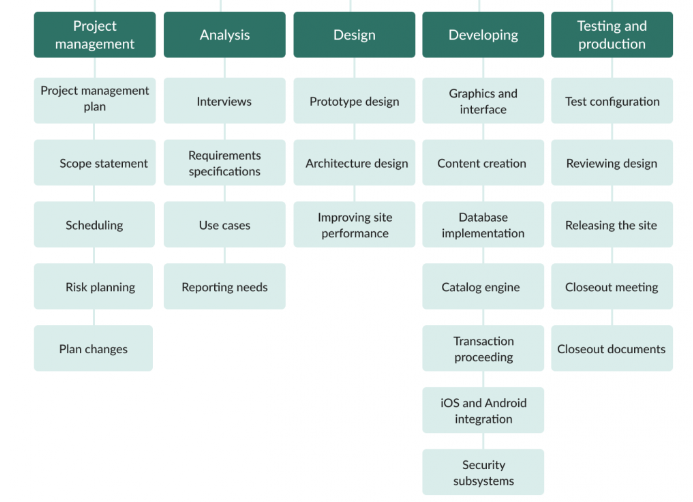 Project
management
Project management
plan
Scope statement
Scheduling
Risk planning
Plan changes
Analysis
Interviews
Requirements
specifications
Use cases
Reporting needs
Design
Prototype design
Architecture design
Improving site
performance
Developing
Graphics and
interface
Content creation
Database
implementation
Catalog engine
Transaction
proceeding
iOS and Android
integration
Security
subsystems
Testing and
production
Test configuration
Reviewing design
Releasing the site
Closeout meeting
Closeout documents